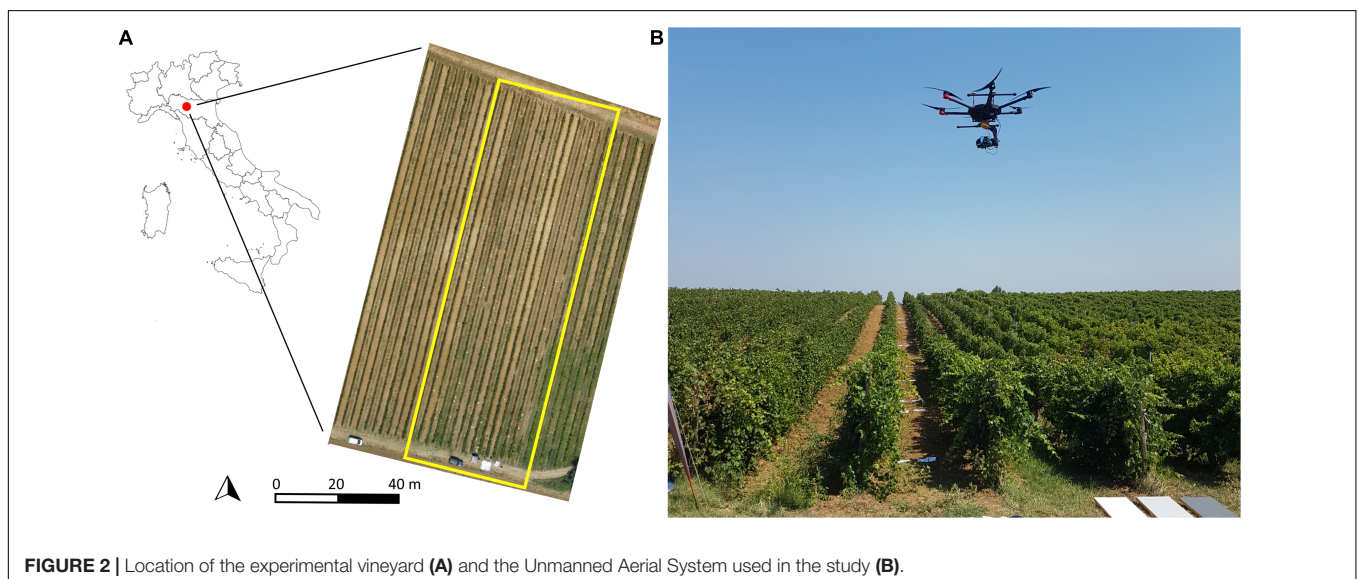 A
B
0 20 40 m
FIGURE 2 | Location of the experimental vineyard (A) and the Unmanned Aerial System used in the study (B).